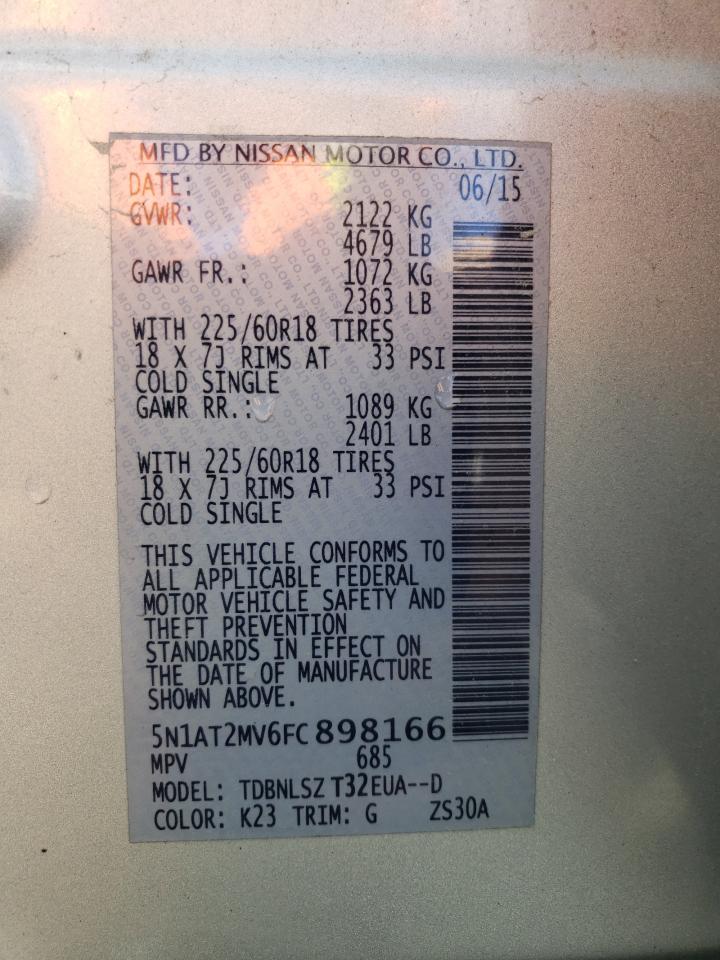 MFD BY NISSAN MOTOR CO., LTD.
DATE: 06/15
GVWR: 2122 KG
4679 LB
GAWR FR.: 1072 KG
2363 LB
WITH 225/60R18 TIRES
18 X 7J RIMS AT 33 PSI
COLD SINGLE
GAWR RR.: 1089 KG
2401 LB
WITH 225/60R18 TIRES
18 X 7J RIMS AT 33 PSI
COLD SINGLE
THIS VEHICLE CONFORMS TO
ALL APPLICABLE FEDERAL
MOTOR VEHICLE SAFETY AND
THEFT PREVENTION
STANDARDS IN EFFECT ON
THE DATE OF MANUFACTURE
SHOWN ABOVE.
5N1AT2MV6FC898166
MPV 685
MODEL: TDBNLSZ T32EUA--D
COLOR: K23 TRIM: G ZS30A